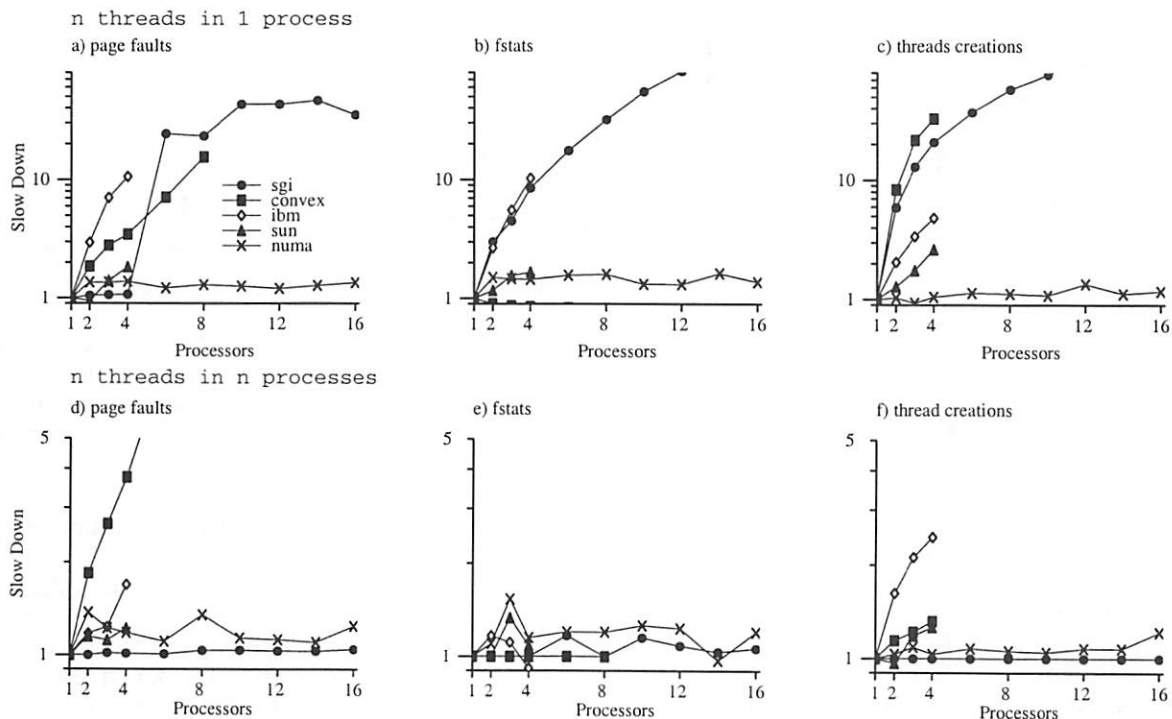 n threads in 1 process
a) page faults
b) fstats
c) threads creations
Slow Down
10
1
sgi
convex
ibm
sun
numa
1 2 4 8 12 16
Processors
10
1
1 2 4 8 12 16
Processors
10
1
1 2 4 8 12 16
Processors
n threads in n processes
d) page faults
e) fstats
f) thread creations
Slow Down
5
1
1 2 4 8 12 16
Processors
5
1
1 2 4 8 12 16
Processors
5
1
1 2 4 8 12 16
Processors